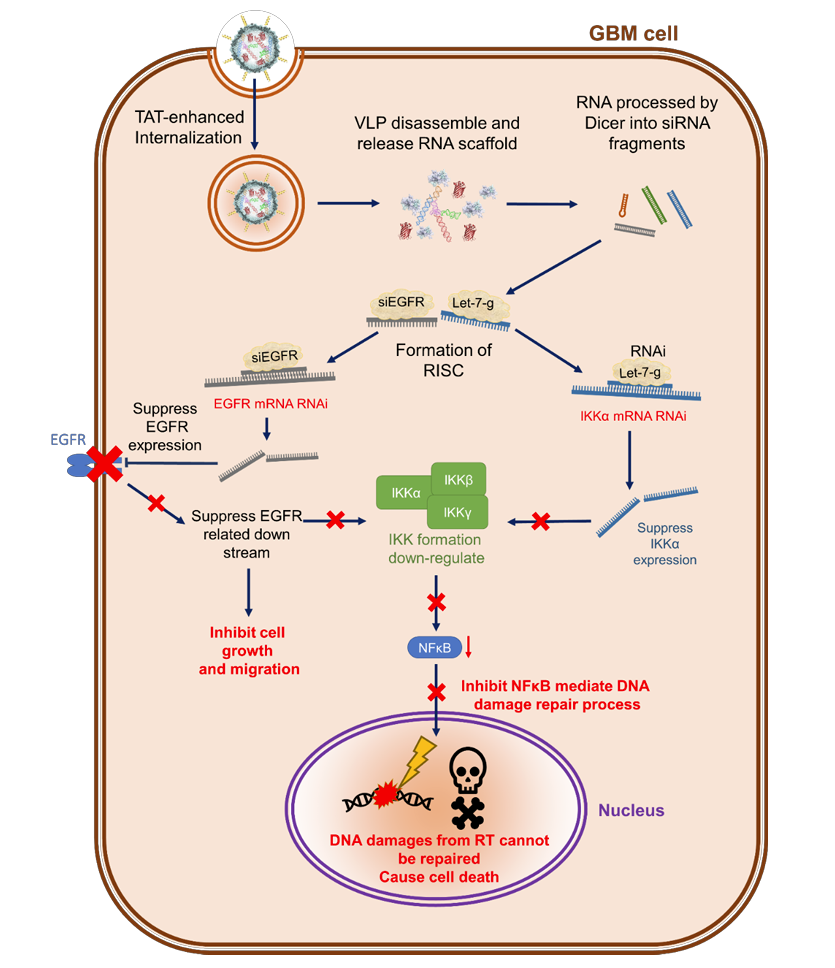 GBM cell
TAT-enhanced
Internalization
VLP disassemble and
release RNA scaffold
RNA processed by
Dicer into siRNA
fragments
siEGFR
Let-7-g
Formation of
RISC
siEGFR
EGFR mRNA RNAi
RNAi
Let-7-g
IKKα mRNA RNAi
Suppress
EGFR
expression
EGFR
Suppress EGFR
related down
stream
IKKα
IKKβ
IKKγ
IKK formation
down-regulate
Suppress
IKKα
expression
Inhibit cell
growth
and migration
NFκB
Inhibit NFκB mediate DNA
damage repair process
Nucleus
DNA damages from RT cannot
be repaired
Cause cell death